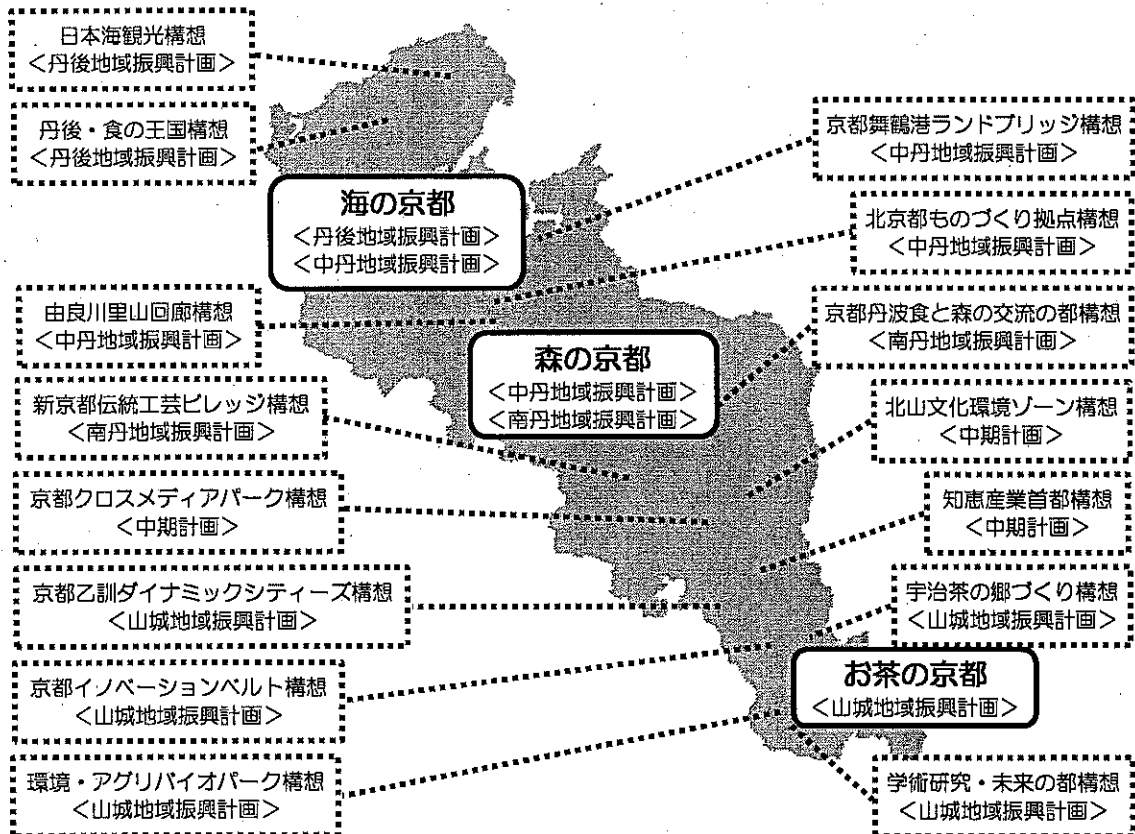 日本海観光構想
<丹後地域振興計画>
丹後・食の王国構想
<丹後地域振興計画>
京都舞鶴港ランドブリッジ構想
<中丹地域振興計画>
海の京都
<丹後地域振興計画>
<中丹地域振興計画>
北京都ものづくり拠点構想
<中丹地域振興計画>
由良川里山回廊構想
<中丹地域振興計画>
京都丹波食と森の交流の都構想
<南丹地域振興計画>
森の京都
<中丹地域振興計画>
<南丹地域振興計画>
新京都伝統工芸ビレッジ構想
<南丹地域振興計画>
北山文化環境ゾーン構想
<中期計画>
京都クロスメディアパーク構想
<中期計画>
知恵産業首都構想
<中期計画>
京都乙訓ダイナミックシティーズ構想
<山城地域振興計画>
宇治茶の郷づくり構想
<山城地域振興計画>
お茶の京都
<山城地域振興計画>
京都イノベーションベルト構想
<山城地域振興計画>
環境・アグリバイオパーク構想
<山城地域振興計画>
学術研究・未来の都構想
<山城地域振興計画>